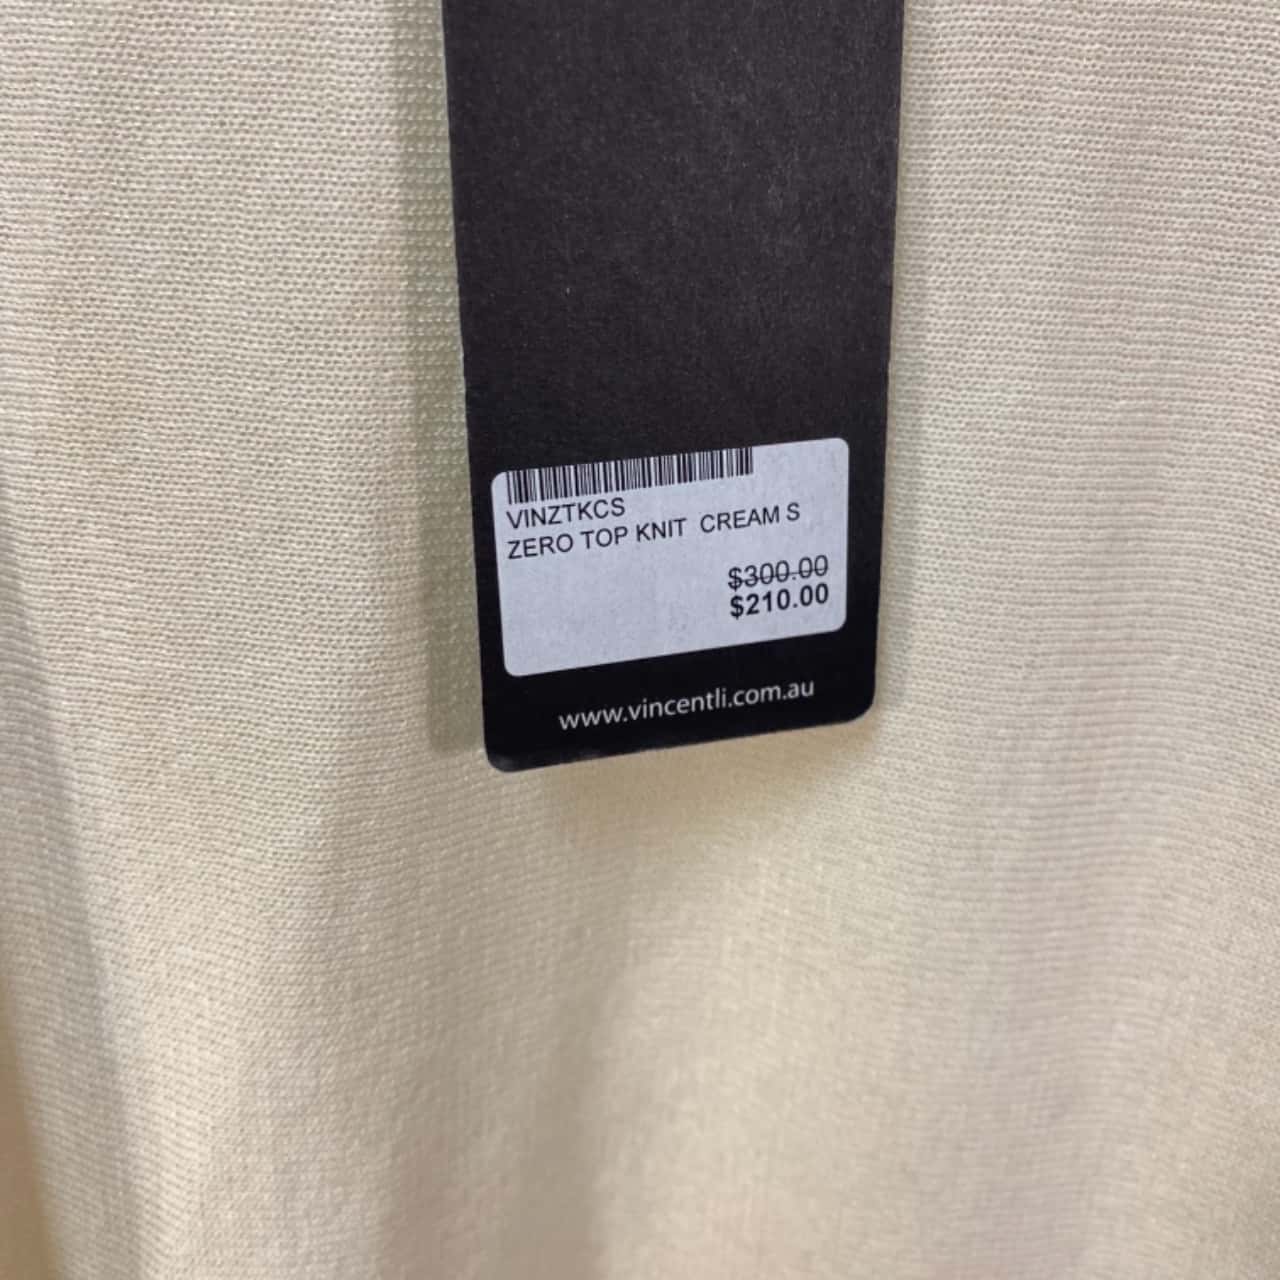 VINZTKCS
ZERO TOP KNIT CREAM S
$300.00
$210.00
www.vincentli.com.au